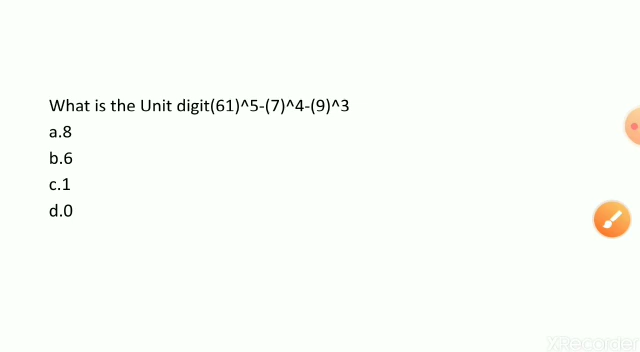 What is the Unit digit(61)^5-(7)^4-(9)^3
a.8
b.6
c.1
d.0
XRecorder